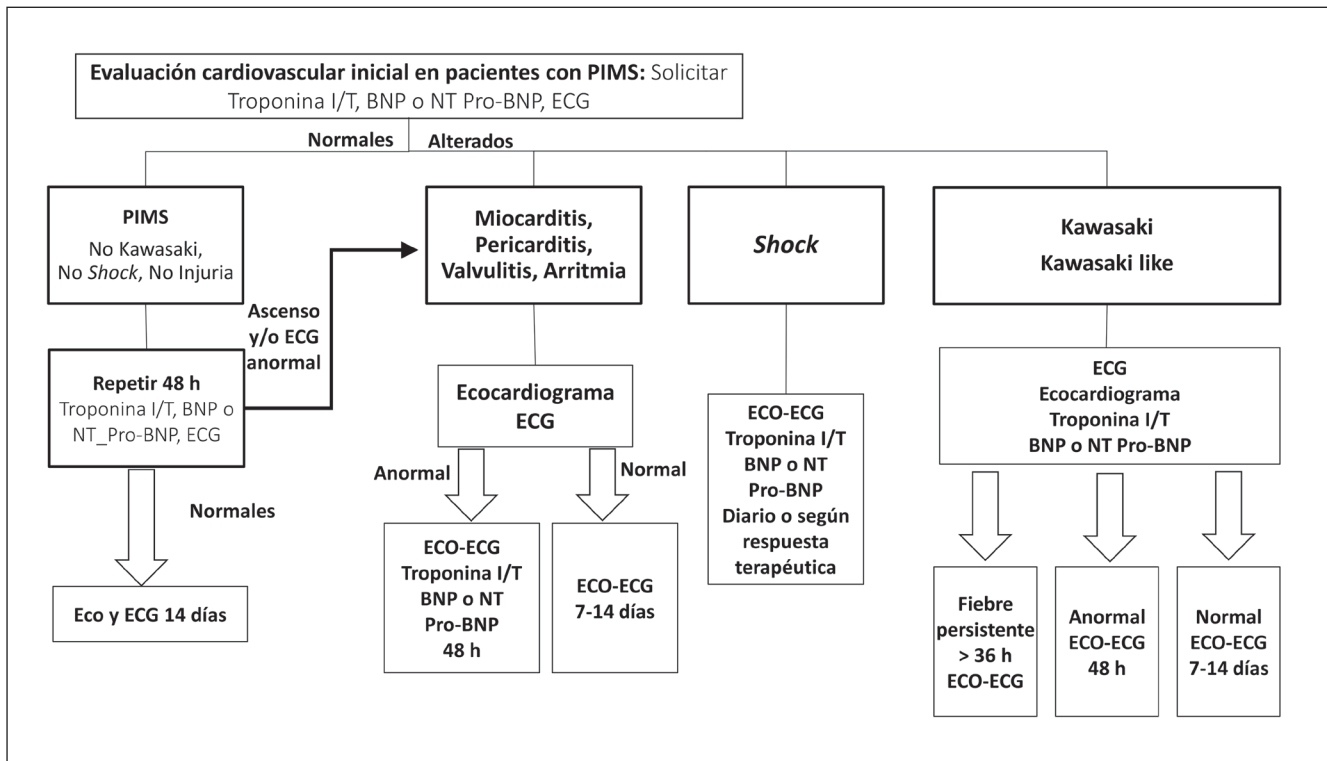 Evaluación cardiovascular inicial en pacientes con PIMS: Solicitar
Troponina I/T, BNP o NT Pro-BNP, ECG
Normales
Alterados
PIMS
No Kawasaki,
No Shock, No Injuria
Miocarditis,
Pericarditis,
Valvulitis, Arritmia
Shock
Kawasaki
Kawasaki like
Ascenso
y/o ECG
anormal
Repetir 48 h
Troponina I/T, BNP o
NT_Pro-BNP, ECG
Ecocardiograma
ECG
ECO-ECG
Troponina I/T
BNP o NT
Pro-BNP
Diario o según
respuesta
terapéutica
ECG
Ecocardiograma
Troponina I/T
BNP o NT Pro-BNP
Normales
Anormal
Normal
Eco y ECG 14 días
ECO-ECG
Troponina I/T
BNP o NT
Pro-BNP
48 h
ECO-ECG
7-14 días
Fiebre
persistente
> 36 h
ECO-ECG
Anormal
ECO-ECG
48 h
Normal
ECO-ECG
7-14 días